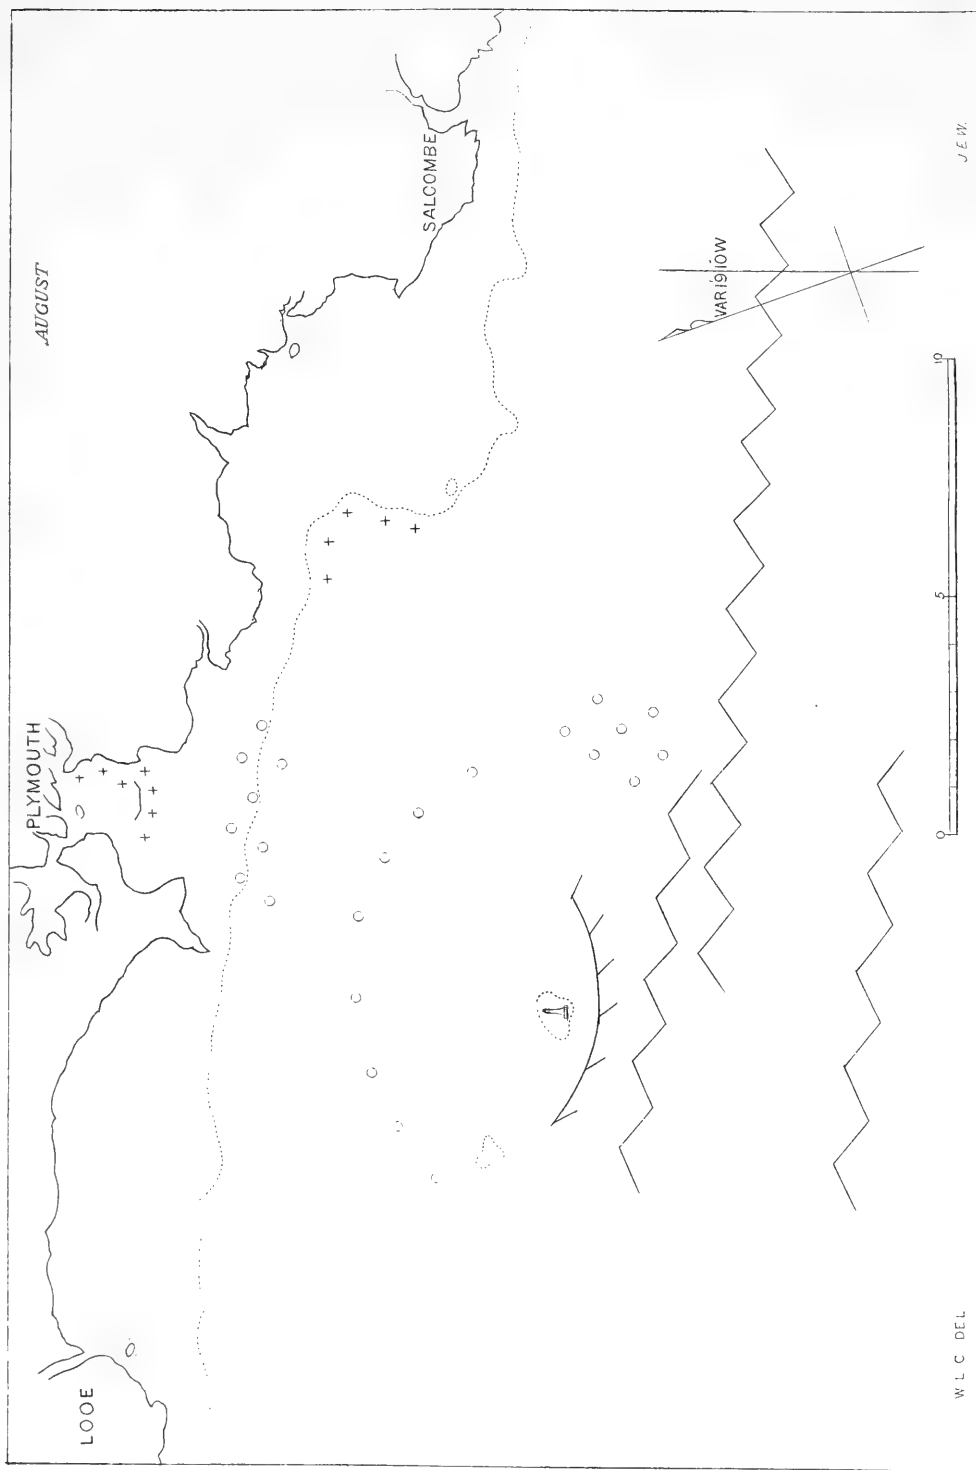 AUGUST
PLYMOUTH
SALCOMBE
LOOE
VAR 19 10W
0 5 10
W L C DEL
J E W.